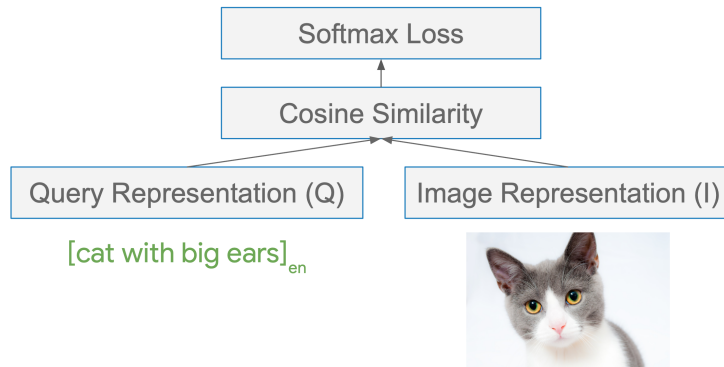 Softmax Loss
Cosine Similarity
Query Representation (Q)
Image Representation (I)
[cat with big ears]en